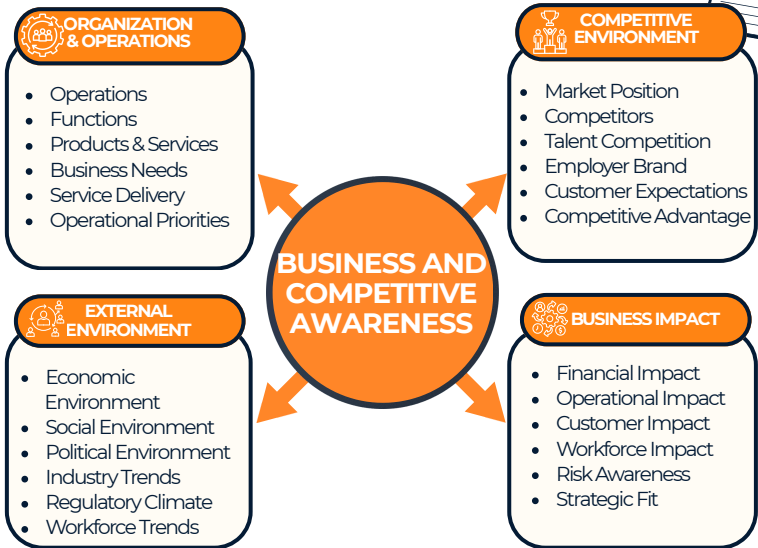 ORGANIZATION
& OPERATIONS
• Operations
• Functions
• Products & Services
• Business Needs
• Service Delivery
• Operational Priorities
COMPETITIVE
ENVIRONMENT
• Market Position
• Competitors
• Talent Competition
• Employer Brand
• Customer Expectations
• Competitive Advantage
BUSINESS AND
COMPETITIVE
AWARENESS
EXTERNAL
ENVIRONMENT
• Economic
Environment
• Social Environment
• Political Environment
• Industry Trends
• Regulatory Climate
• Workforce Trends
BUSINESS IMPACT
• Financial Impact
• Operational Impact
• Customer Impact
• Workforce Impact
• Risk Awareness
• Strategic Fit